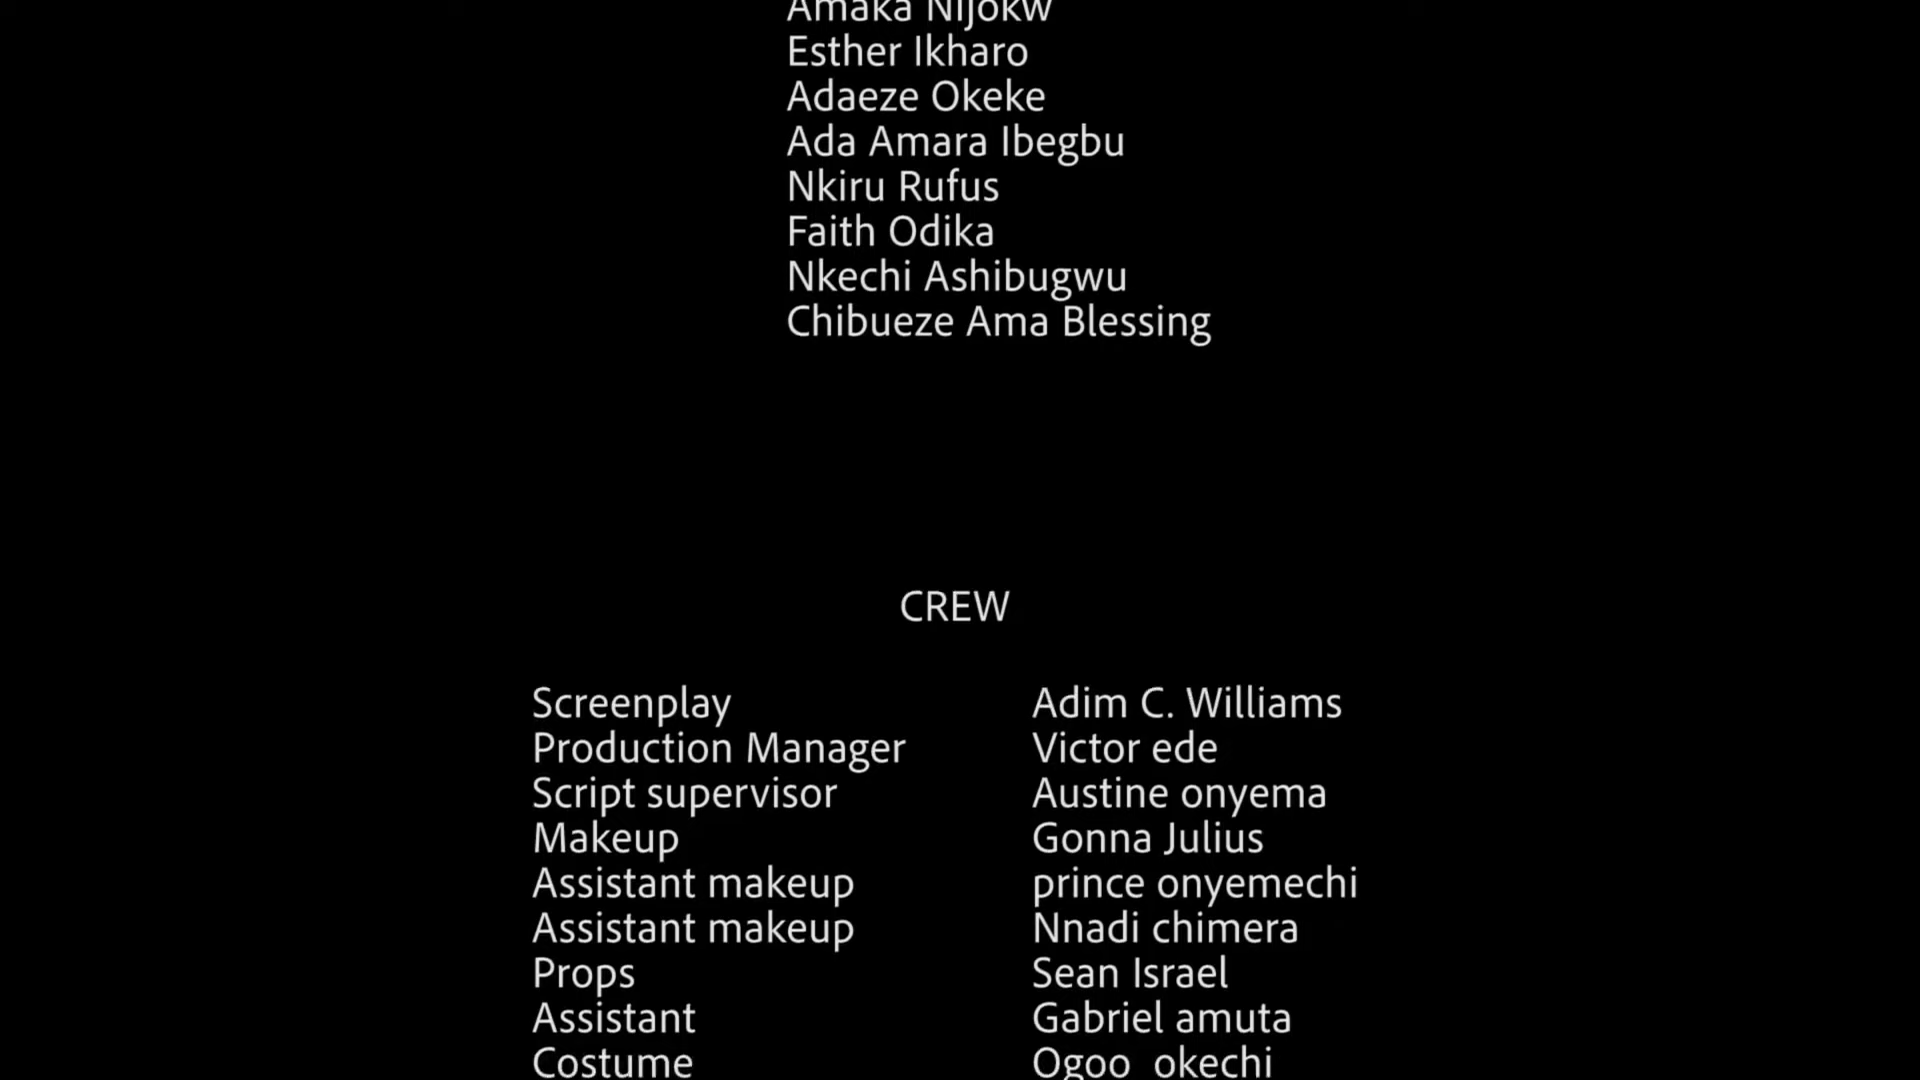 Amaka Nijokw
Esther Ikharo
Adaeze Okeke
Ada Amara Ibegbu
Nkiru Rufus
Faith Odika
Nkechi Ashibugwu
Chibueze Ama Blessing
CREW
Screenplay Adim C. Williams
Production Manager Victor ede
Script supervisor Austine onyema
Makeup Gonna Julius
Assistant makeup prince onyemechi
Assistant makeup Nnadi chimera
Props Sean Israel
Assistant Gabriel amuta
Costume Ogoo okechi